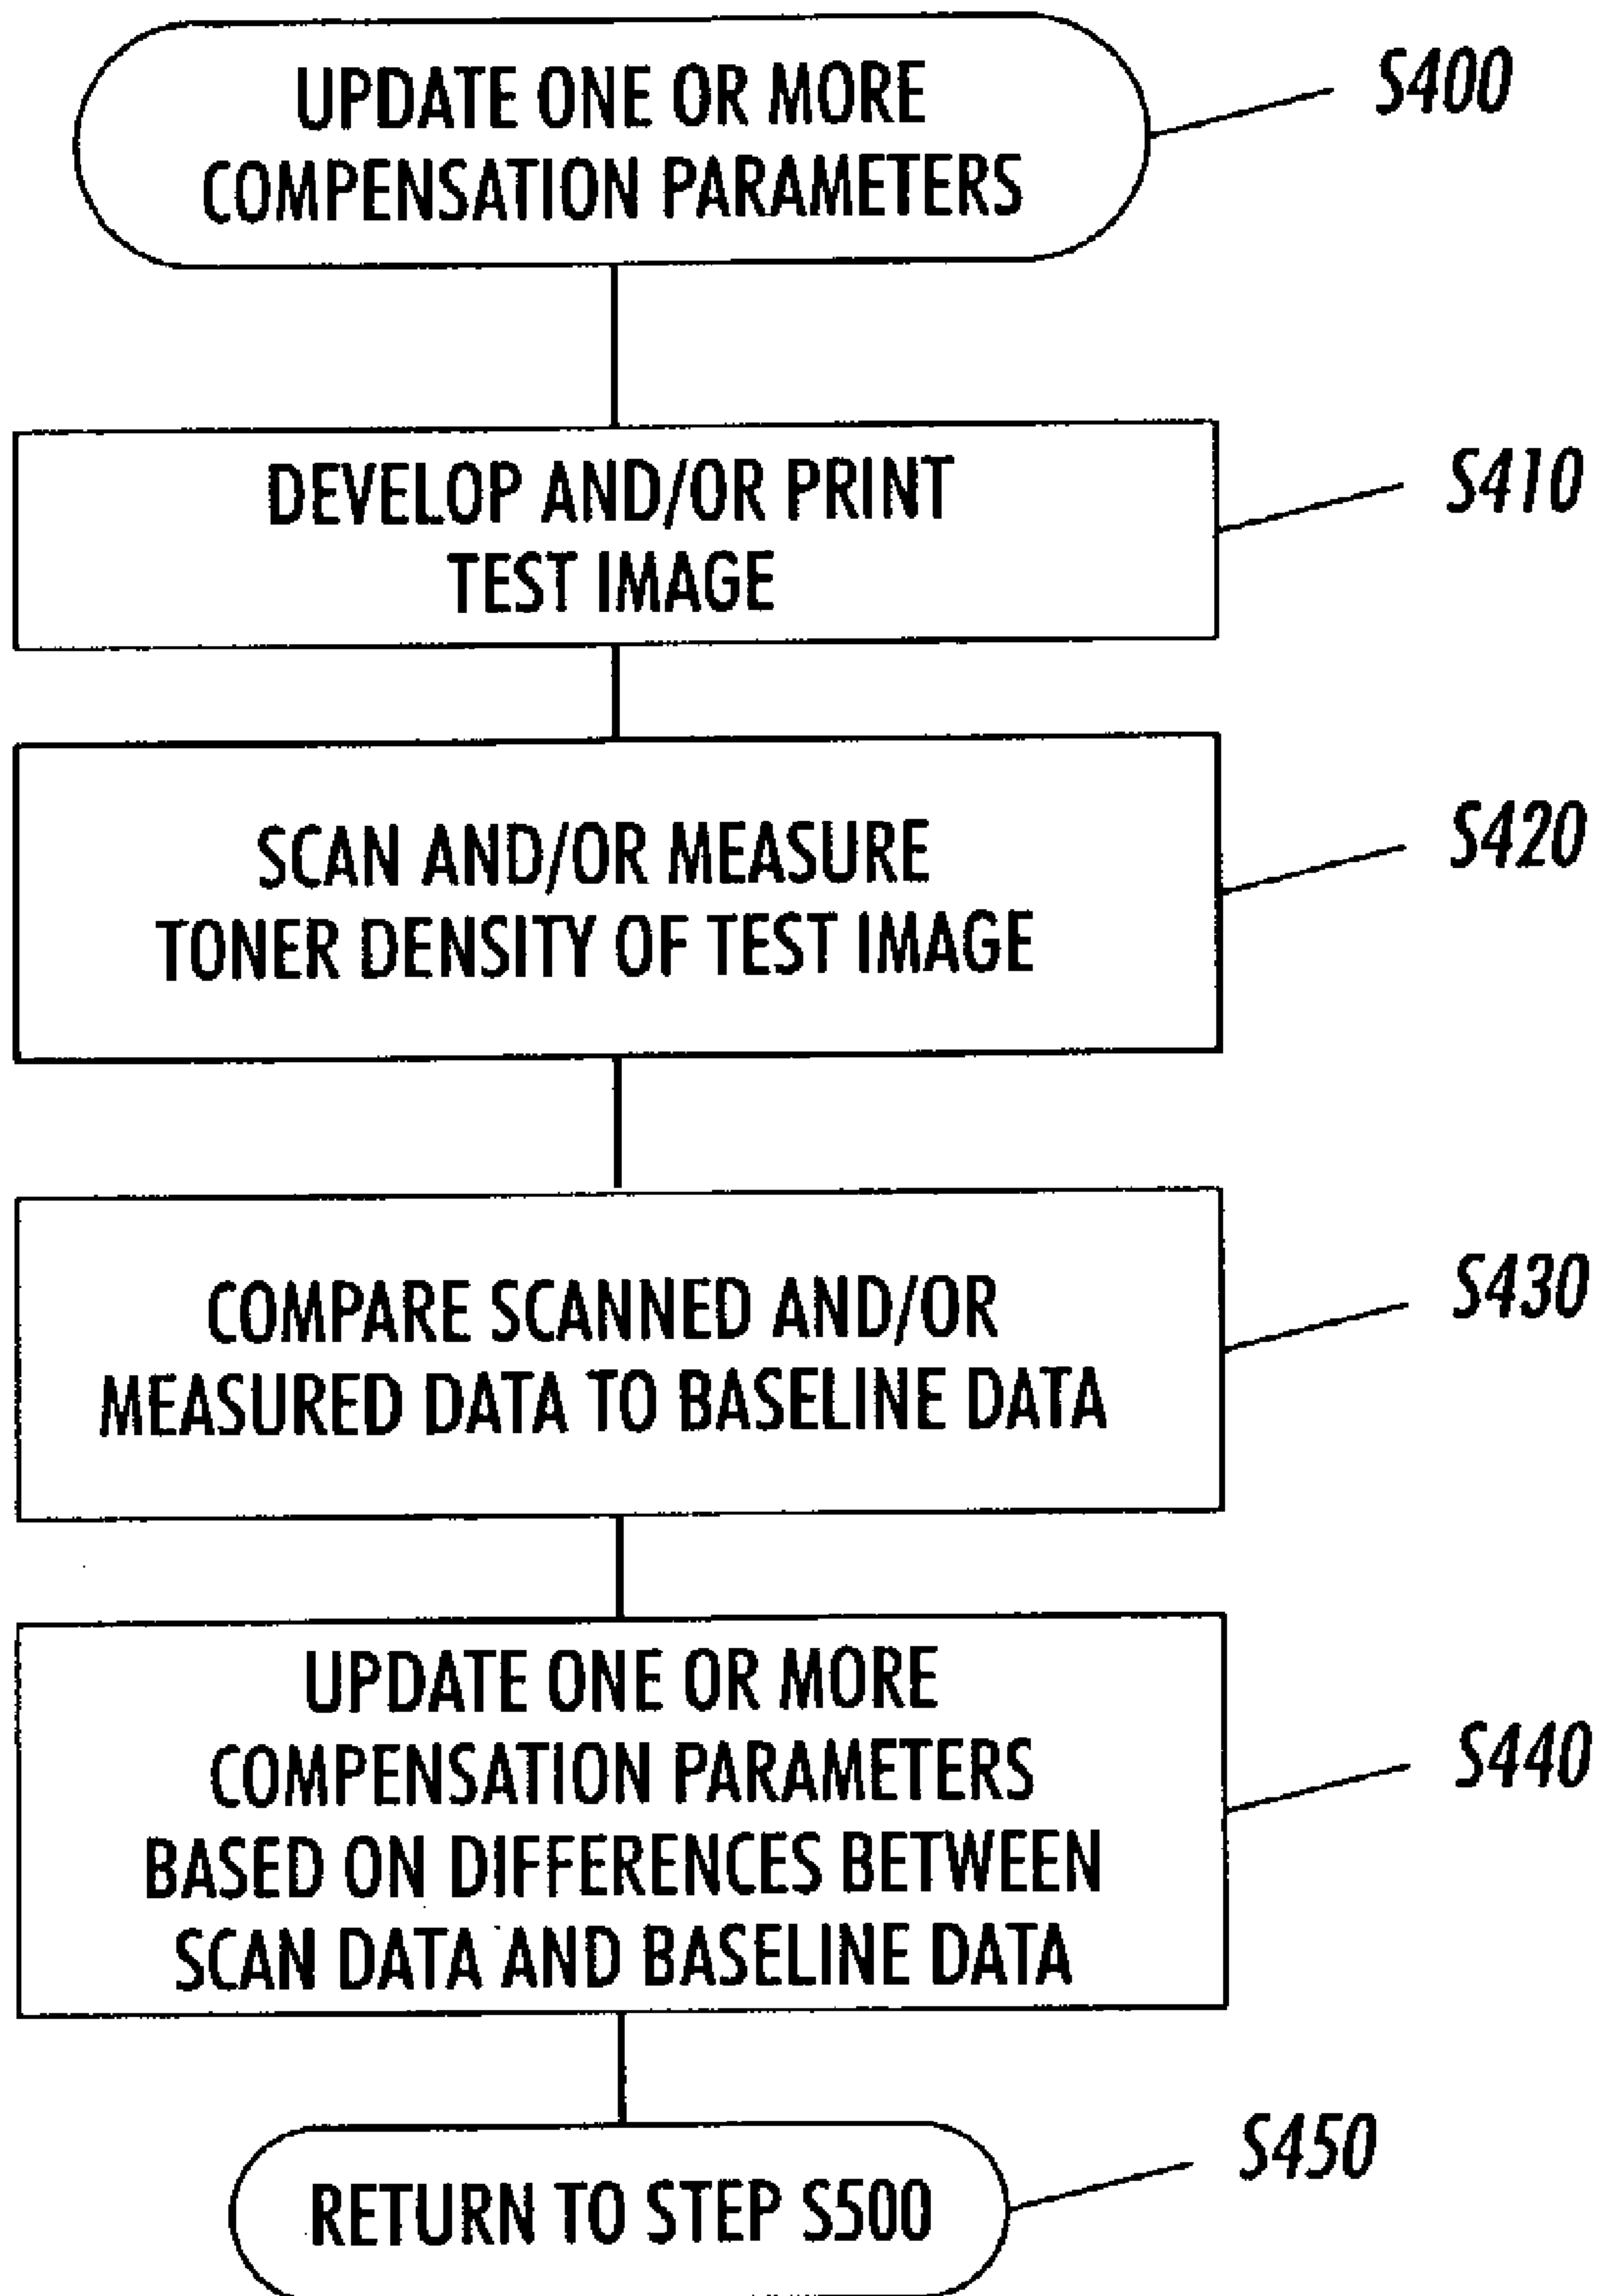 UPDATE ONE OR MORE
COMPENSATION PARAMETERS
S400
DEVELOP AND/OR PRINT
TEST IMAGE
S410
SCAN AND/OR MEASURE
TONER DENSITY OF TEST IMAGE
S420
COMPARE SCANNED AND/OR
MEASURED DATA TO BASELINE DATA
S430
UPDATE ONE OR MORE
COMPENSATION PARAMETERS
BASED ON DIFFERENCES BETWEEN
SCAN DATA AND BASELINE DATA
S440
RETURN TO STEP S500
S450